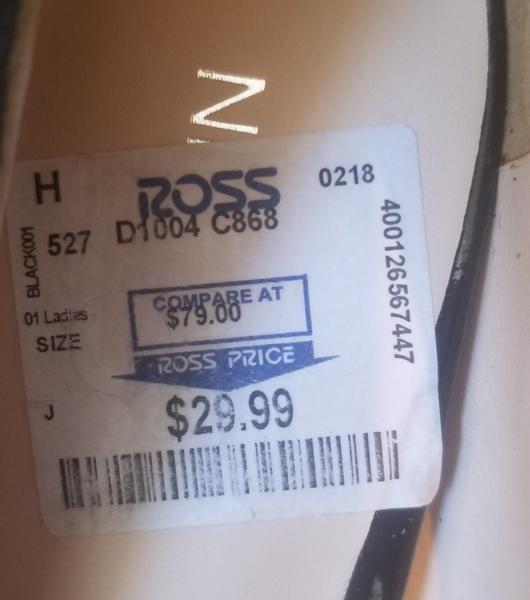 N
H
ROSS
0218
527 D1004 C868
BLACK001
400126567447
COMPARE AT
$79.00
01 Ladies
SIZE
ROSS PRICE
J
$29.99